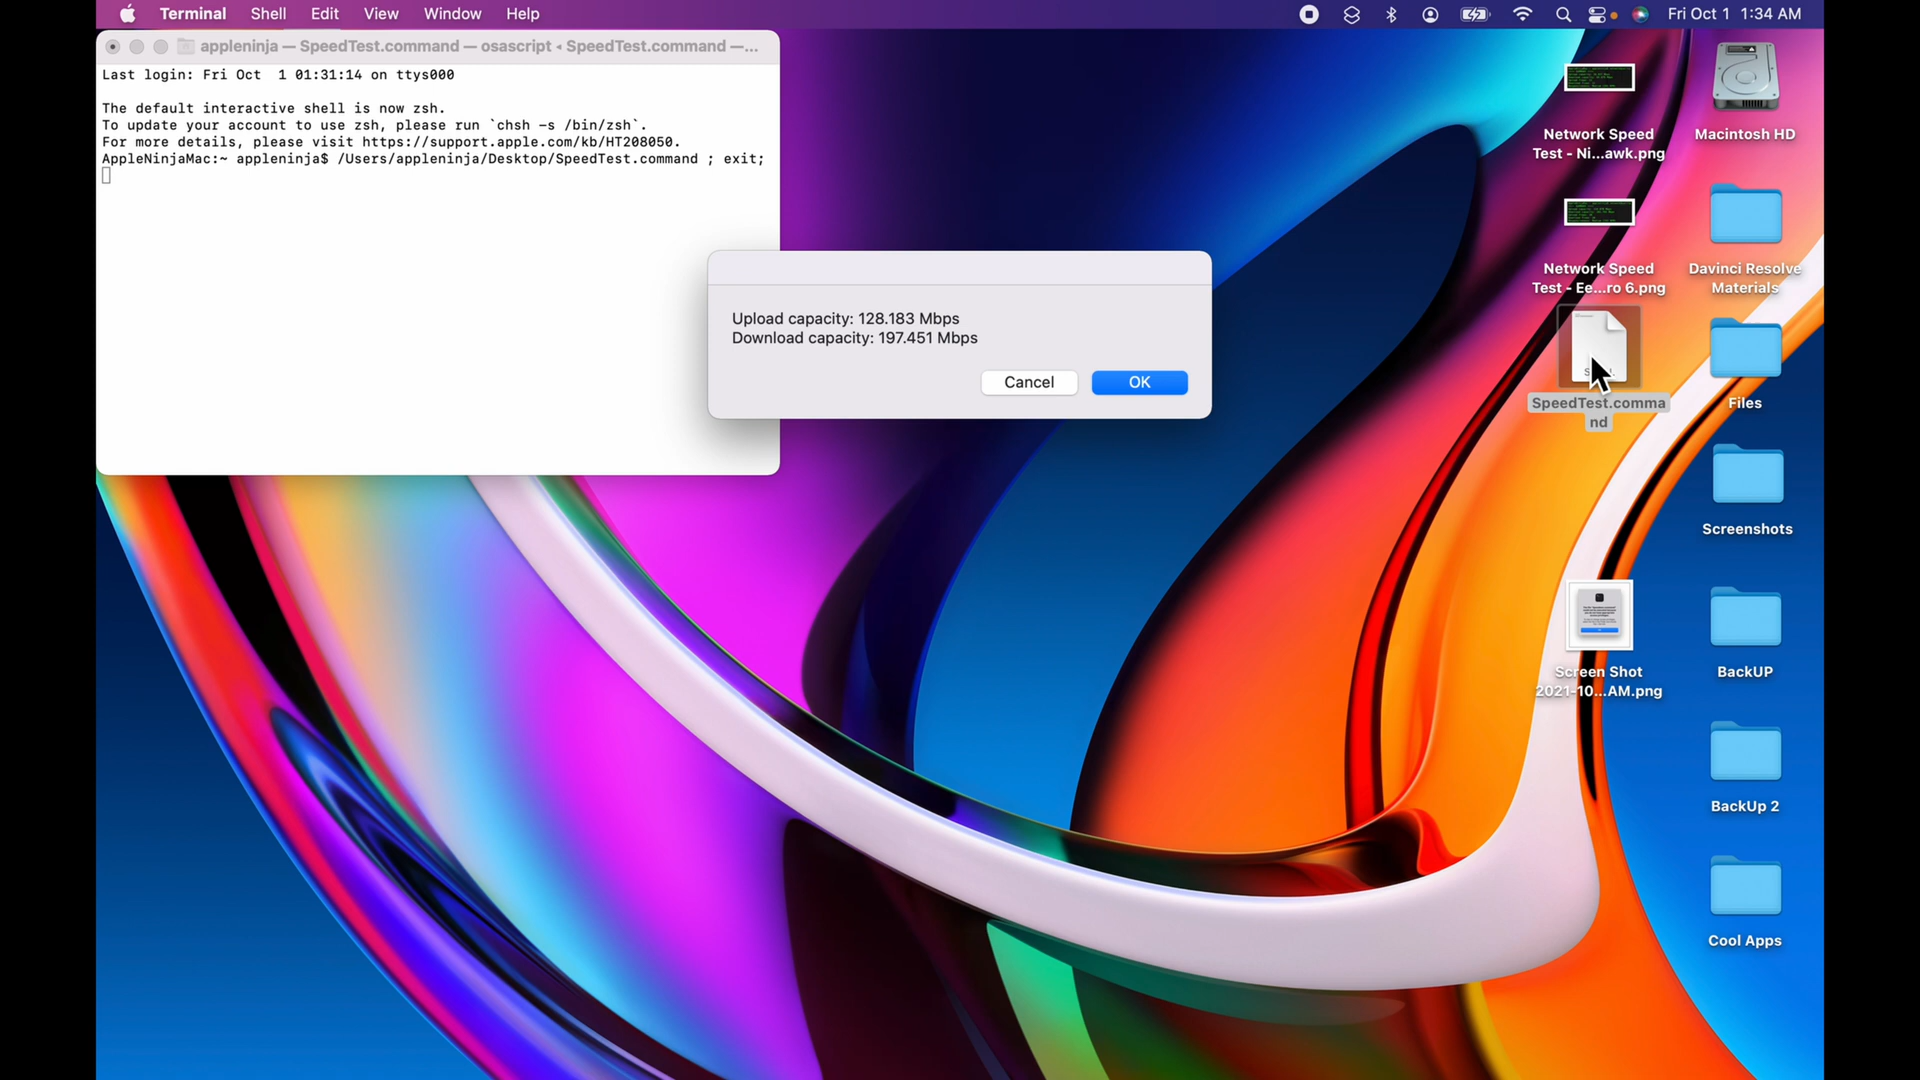 Terminal Shell Edit View Window Help
Fri Oct 1 1:34 AM
appleninja — SpeedTest.command — osascript ◂ SpeedTest.command —...
Last login: Fri Oct  1 01:31:14 on ttys000
The default interactive shell is now zsh.
To update your account to use zsh, please run `chsh -s /bin/zsh`.
For more details, please visit https://support.apple.com/kb/HT208050.
AppleNinjaMac:~ appleninja$ /Users/appleninja/Desktop/SpeedTest.command ; exit;
Upload capacity: 128.183 Mbps
Download capacity: 197.451 Mbps
Cancel
OK
Network Speed
Test - Ni...awk.png
Macintosh HD
Network Speed
Test - Ee...ro 6.png
Davinci Resolve
Materials
SpeedTest.comma
nd
Files
Screenshots
Screen Shot
2021-10...AM.png
BackUP
BackUp 2
Cool Apps